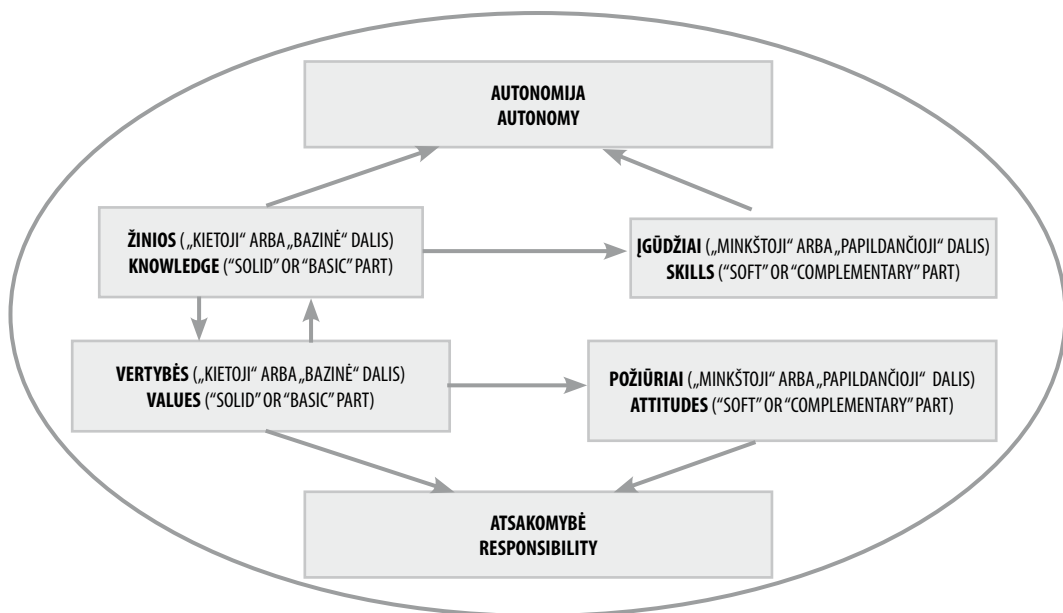 AUTONOMIJA
AUTONOMY
ŽINIOS („KIETOJI“ ARBA „BAZINĖ“ DALIS)
KNOWLEDGE (“SOLID” OR “BASIC” PART)
ĮGŪDŽIAI („MINKŠTOJI“ ARBA „PAPILDANČIOJI“ DALIS)
SKILLS (“SOFT” OR “COMPLEMENTARY” PART)
VERTYBĖS („KIETOJI“ ARBA „BAZINĖ“ DALIS)
VALUES (“SOLID” OR “BASIC” PART)
POŽIŪRIAI („MINKŠTOJI“ ARBA „PAPILDANČIOJI“ DALIS)
ATTITUDES (“SOFT” OR “COMPLEMENTARY” PART)
ATSAKOMYBĖ
RESPONSIBILITY